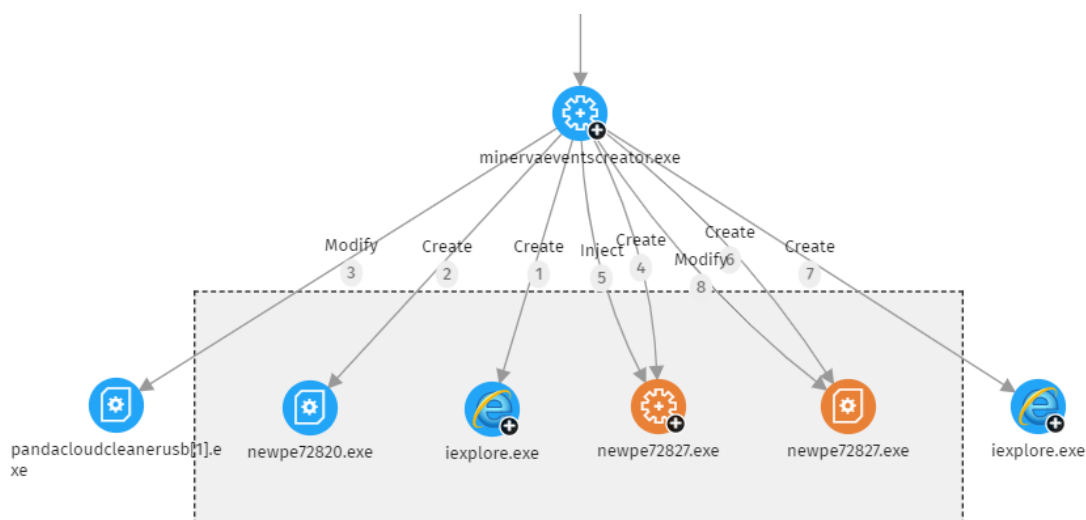 minervaeventscreator.exe
Modify
3
Create
2
Create
1
Inject
5
Create
4
Modify
8
Create
6
Create
7
pandacloudcleanerusb[1].e
xe
newpe72820.exe
iexplore.exe
newpe72827.exe
newpe72827.exe
iexplore.exe